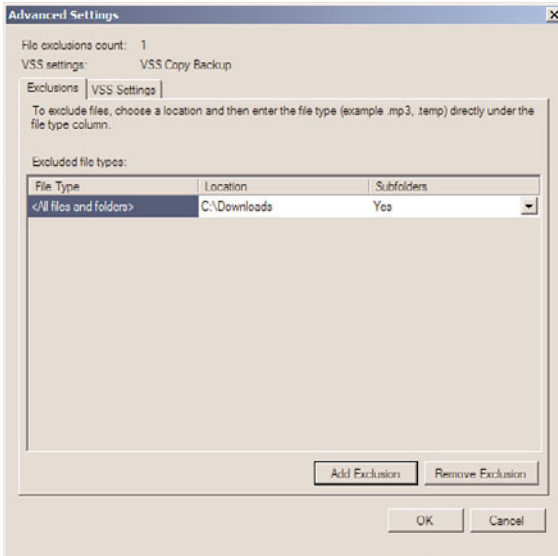 Advanced Settings
File exclusions count: 1
VSS settings: VSS Copy Backup
Exclusions VSS Settings
To exclude files, choose a location and then enter the file type (example .mp3, .temp) directly under the
file type column.
Excluded file types:
File Type Location Subfolders
<All files and folders> C:\Downloads Yes
Add Exclusion Remove Exclusion
OK Cancel